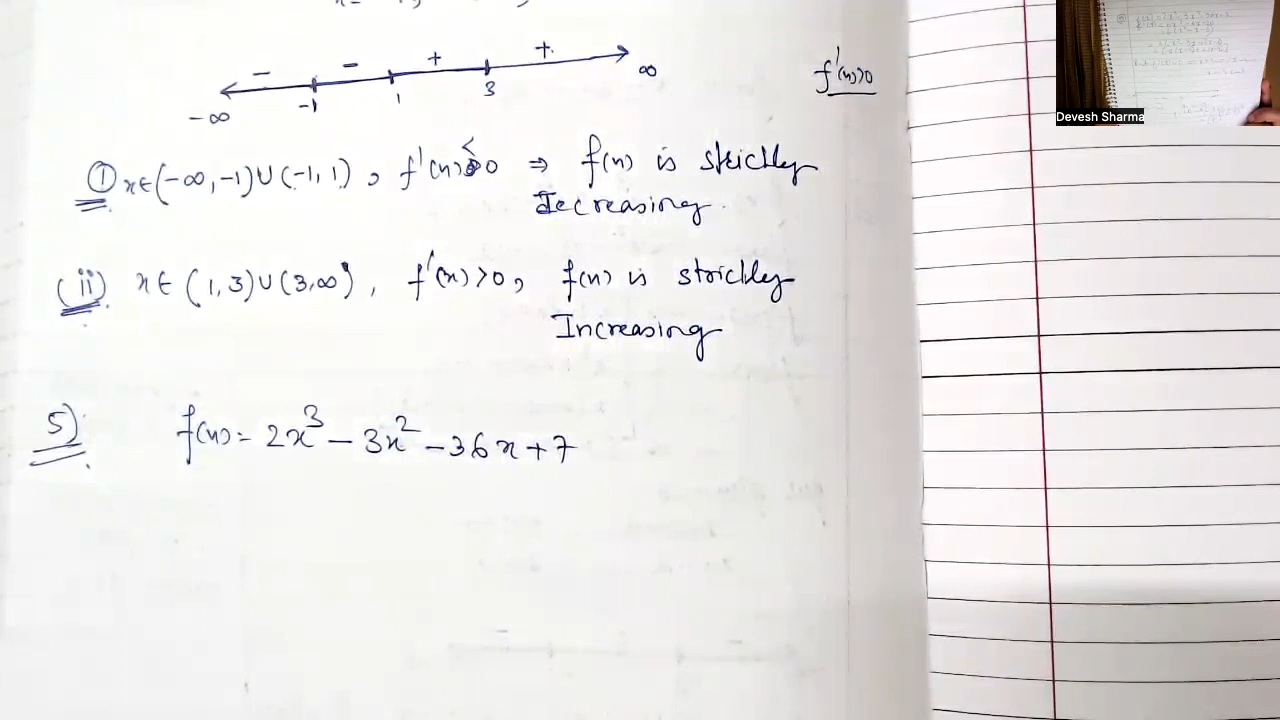 - - + +
-∞ -1 1 3 ∞
f'(x)>0
① x∈(-∞,-1)∪(-1,1), f'(x)<0 ⇒ f(x) is strictly
Decreasing.
(ii) x∈(1,3)∪(3,∞), f'(x)>0, f(x) is strictly
Increasing
5) f(x)= 2x³-3x²-36x+7
Devesh Sharma